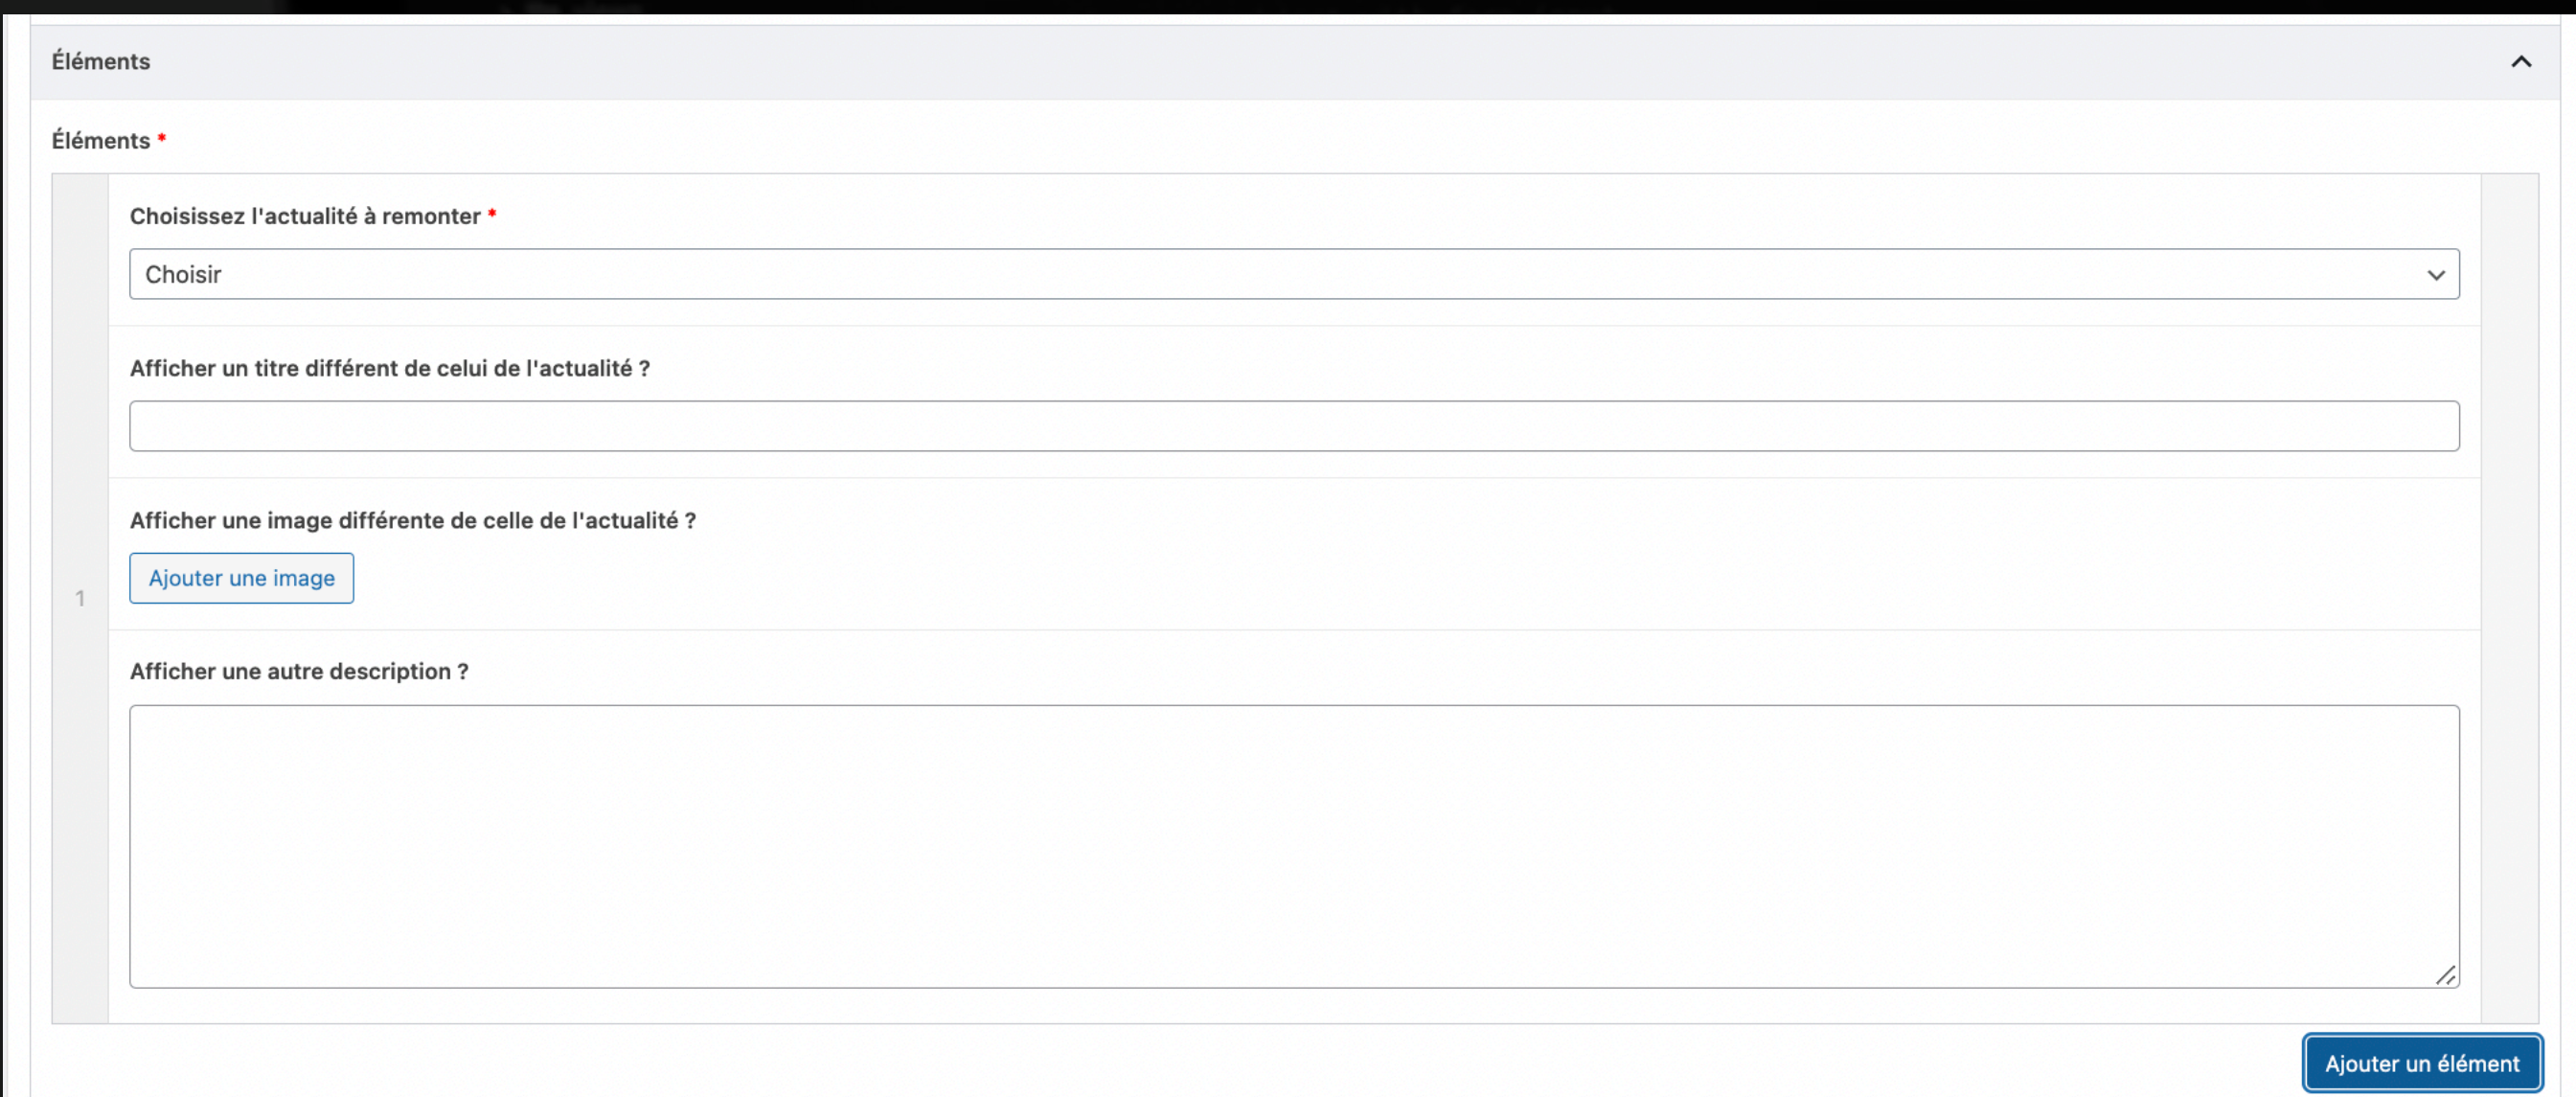 Éléments
Éléments *
Choisissez l'actualité à remonter *
Choisir
Afficher un titre différent de celui de l'actualité ?
Afficher une image différente de celle de l'actualité ?
Ajouter une image
1
Afficher une autre description ?
Ajouter un élément